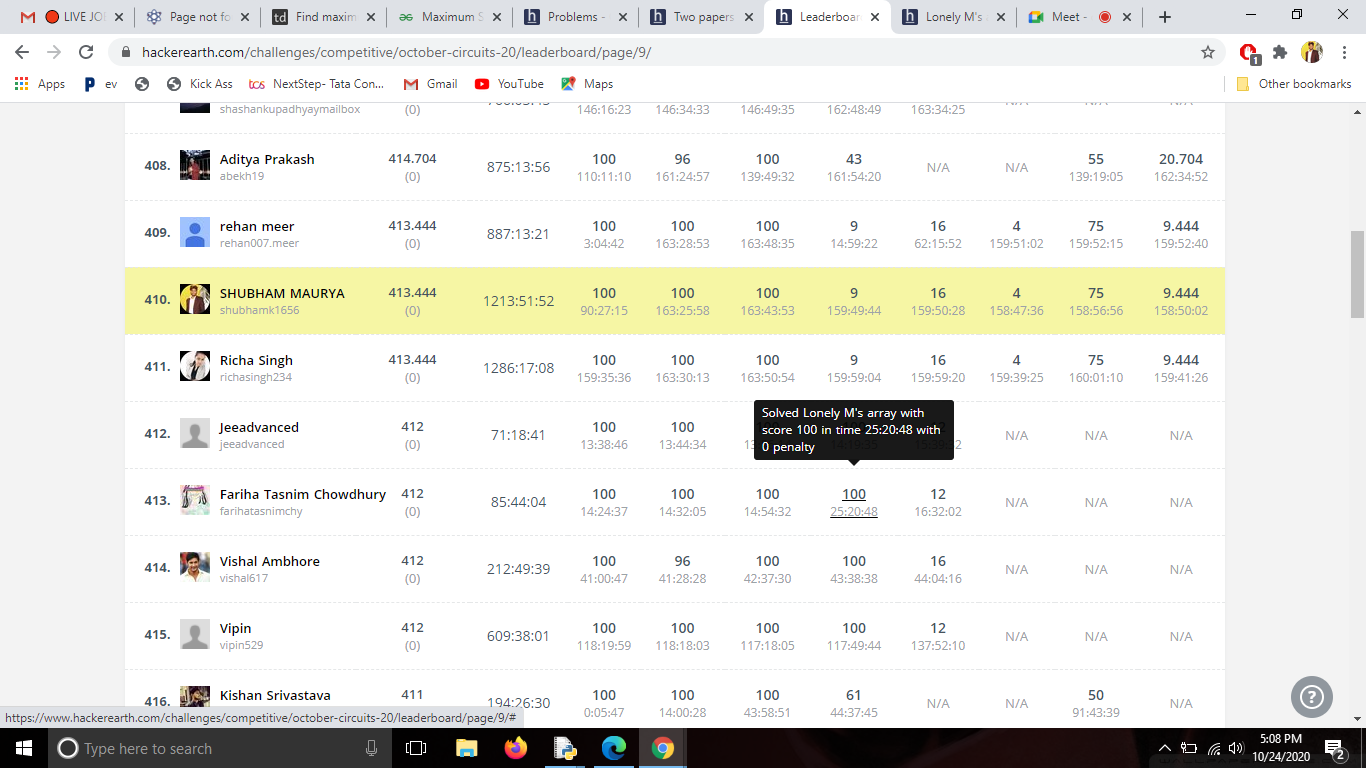 LIVE JO
Page not fo
Find maxim
Maximum S
Problems -
Two papers
Leaderboar
Lonely M's
Meet -
hackerearth.com/challenges/competitive/october-circuits-20/leaderboard/page/9/
1
Apps
ev
Kick Ass
tcs NextStep- Tata Con...
Gmail
YouTube
Maps
Other bookmarks
shashankupadhyaymailbox (0) 146:16:23 146:34:33 146:49:35 162:48:49 163:34:25
408. Aditya Prakash 414.704 875:13:56 100 96 100 43 N/A N/A 55 20.704
abekh19 (0) 110:11:10 161:24:57 139:49:32 161:54:20 139:19:05 162:34:52
409. rehan meer 413.444 887:13:21 100 100 100 9 16 4 75 9.444
rehan007.meer (0) 3:04:42 163:28:53 163:48:35 14:59:22 62:15:52 159:51:02 159:52:15 159:52:40
410. SHUBHAM MAURYA 413.444 1213:51:52 100 100 100 9 16 4 75 9.444
shubhamk1656 (0) 90:27:15 163:25:58 163:43:53 159:49:44 159:50:28 158:47:36 158:56:56 158:50:02
411. Richa Singh 413.444 1286:17:08 100 100 100 9 16 4 75 9.444
richasingh234 (0) 159:35:36 163:30:13 163:50:54 159:59:04 159:59:20 159:39:25 160:01:10 159:41:26
Solved Lonely M's array with
score 100 in time 25:20:48 with
0 penalty
412. Jeeadvanced 412 71:18:41 100 100 N/A N/A N/A
jeeadvanced (0) 13:38:46 13:44:34
413. Fariha Tasnim Chowdhury 412 85:44:04 100 100 100 100 12 N/A N/A N/A
farihatasnimchy (0) 14:24:37 14:32:05 14:54:32 25:20:48 16:32:02
414. Vishal Ambhore 412 212:49:39 100 96 100 100 16 N/A N/A N/A
vishal617 (0) 41:00:47 41:28:28 42:37:30 43:38:38 44:04:16
415. Vipin 412 609:38:01 100 100 100 100 12 N/A N/A N/A
vipin529 (0) 118:19:59 118:18:03 117:18:05 117:49:44 137:52:10
416. Kishan Srivastava 411 194:26:30 100 100 100 61 N/A N/A 50 N/A
0:05:47 14:00:28 43:58:51 44:37:45 91:43:39
https://www.hackerearth.com/challenges/competitive/october-circuits-20/leaderboard/page/9/#
?
Type here to search
5:08 PM
10/24/2020
2